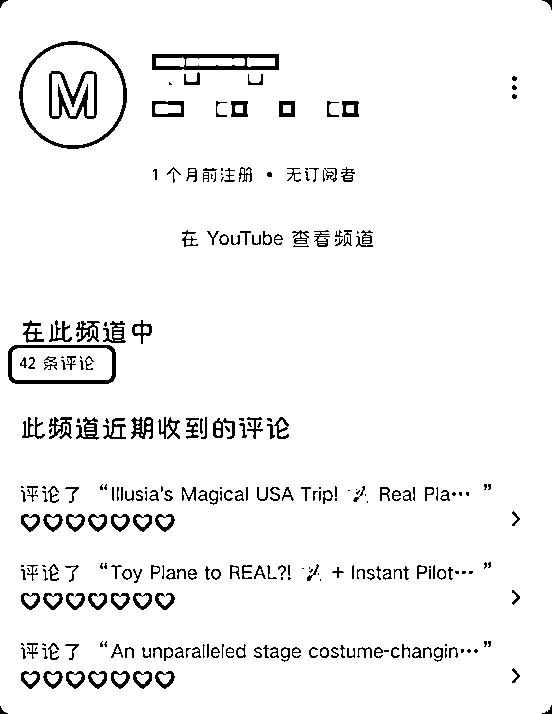 M
1 个月前注册 • 无订阅者
在 YouTube 查看频道
在此频道中
42 条评论
此频道近期收到的评论
评论了 “Illusia's Magical USA Trip! Real Pla… ”
♡♡♡♡♡♡♡
评论了 “Toy Plane to REAL?! + Instant Pilot… ”
♡♡♡♡♡♡♡
评论了 “An unparalleled stage costume-changin… ”
♡♡♡♡♡♡♡